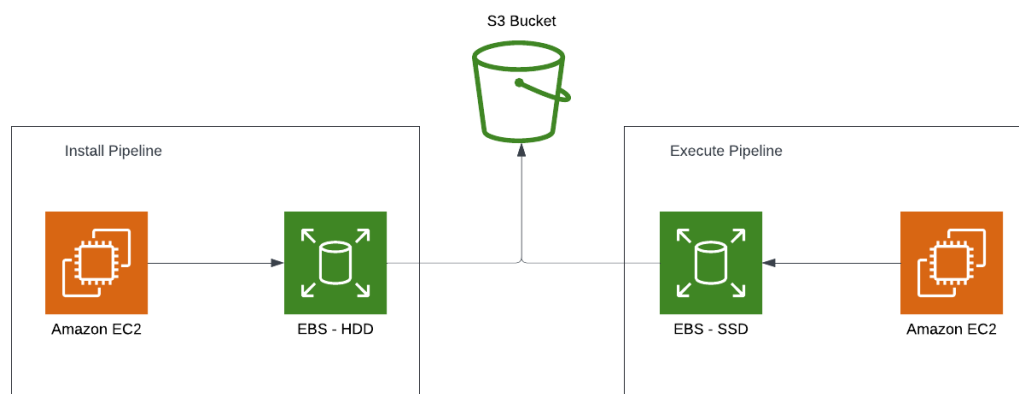 S3 Bucket
Install Pipeline
Execute Pipeline
Amazon EC2
EBS - HDD
EBS - SSD
Amazon EC2